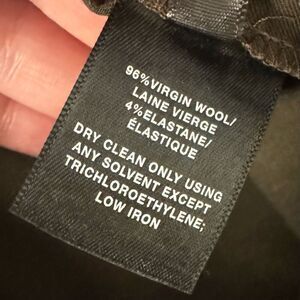 96%VIRGIN WOOL/
LAINE VIERGE
4%ELASTANE/
ÉLASTIQUE
DRY CLEAN ONLY USING
ANY SOLVENT EXCEPT
TRICHLOROETHYLENE;
LOW IRON